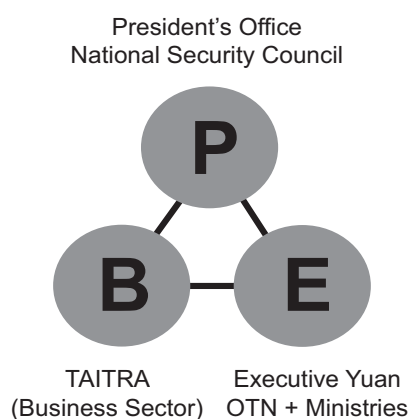 President’s Office
National Security Council
P
B E
TAITRA
(Business Sector)
Executive Yuan
OTN + Ministries